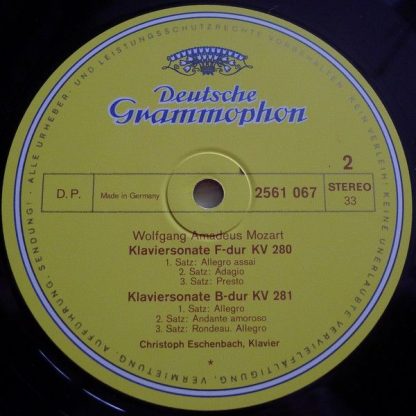 · ALLE URHEBER- UND LEISTUNGSSCHUTZRECHTE VORBEHALTEN · KEIN VERLEIH! KEINE UNERLAUBTE VERVIELFÄLTIGUNG, VERMIETUNG, AUFFÜHRUNG, SENDUNG!
Deutsche
Grammophon
2
D.P. Made in Germany 2561 067 STEREO
33
Wolfgang Amadeus Mozart
Klaviersonate F-dur KV 280
1. Satz: Allegro assai
2. Satz: Adagio
3. Satz: Presto
Klaviersonate B-dur KV 281
1. Satz: Allegro
2. Satz: Andante amoroso
3. Satz: Rondeau. Allegro
Christoph Eschenbach, Klavier
*